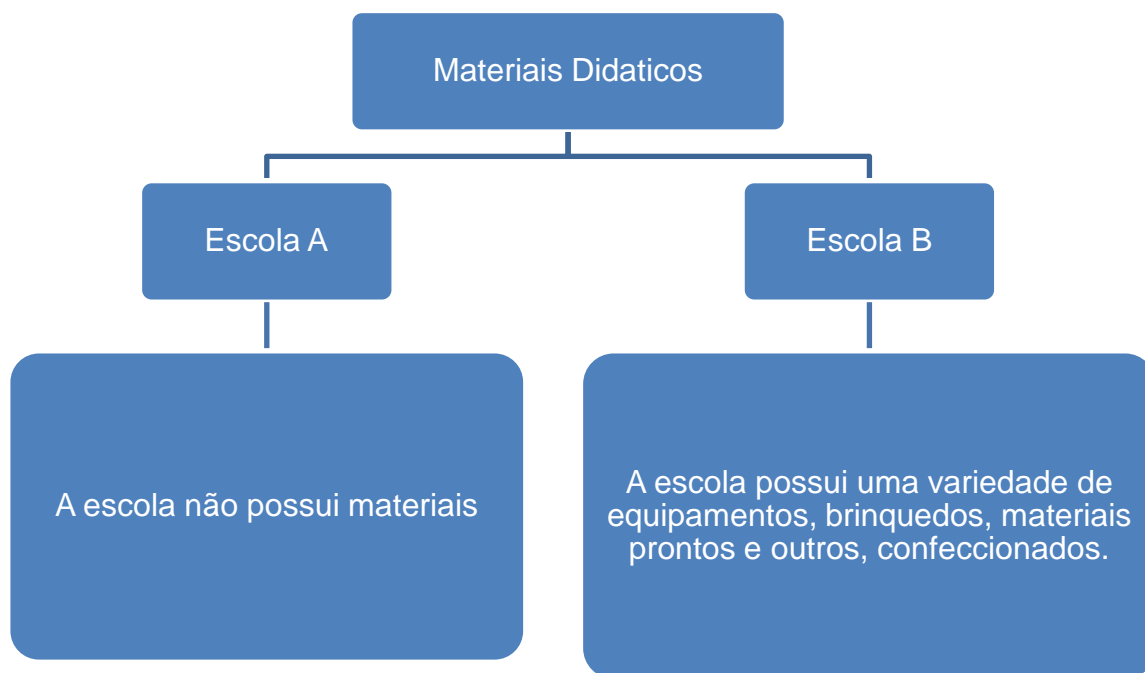 Materiais Didaticos
Escola A
Escola B
A escola não possui materiais
A escola possui uma variedade de
equipamentos, brinquedos, materiais
prontos e outros, confeccionados.